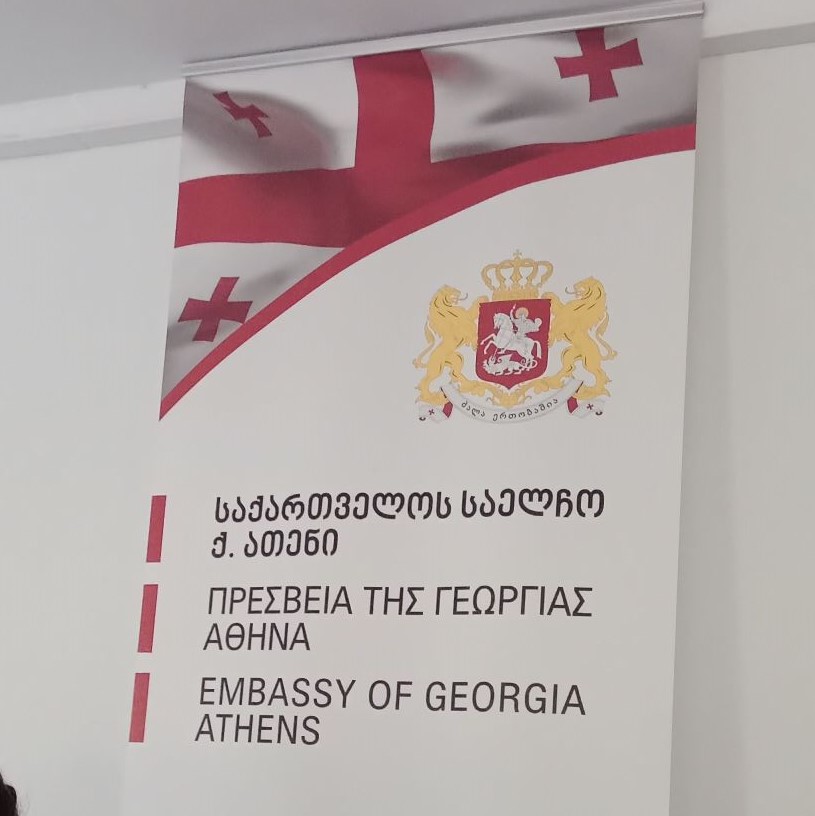 ძალა ერთობაშია
საქართველოს საელჩო
ქ. ათენი
ΠΡΕΣΒΕΙΑ ΤΗΣ ΓΕΩΡΓΙΑΣ
ΑΘΗΝΑ
EMBASSY OF GEORGIA
ATHENS